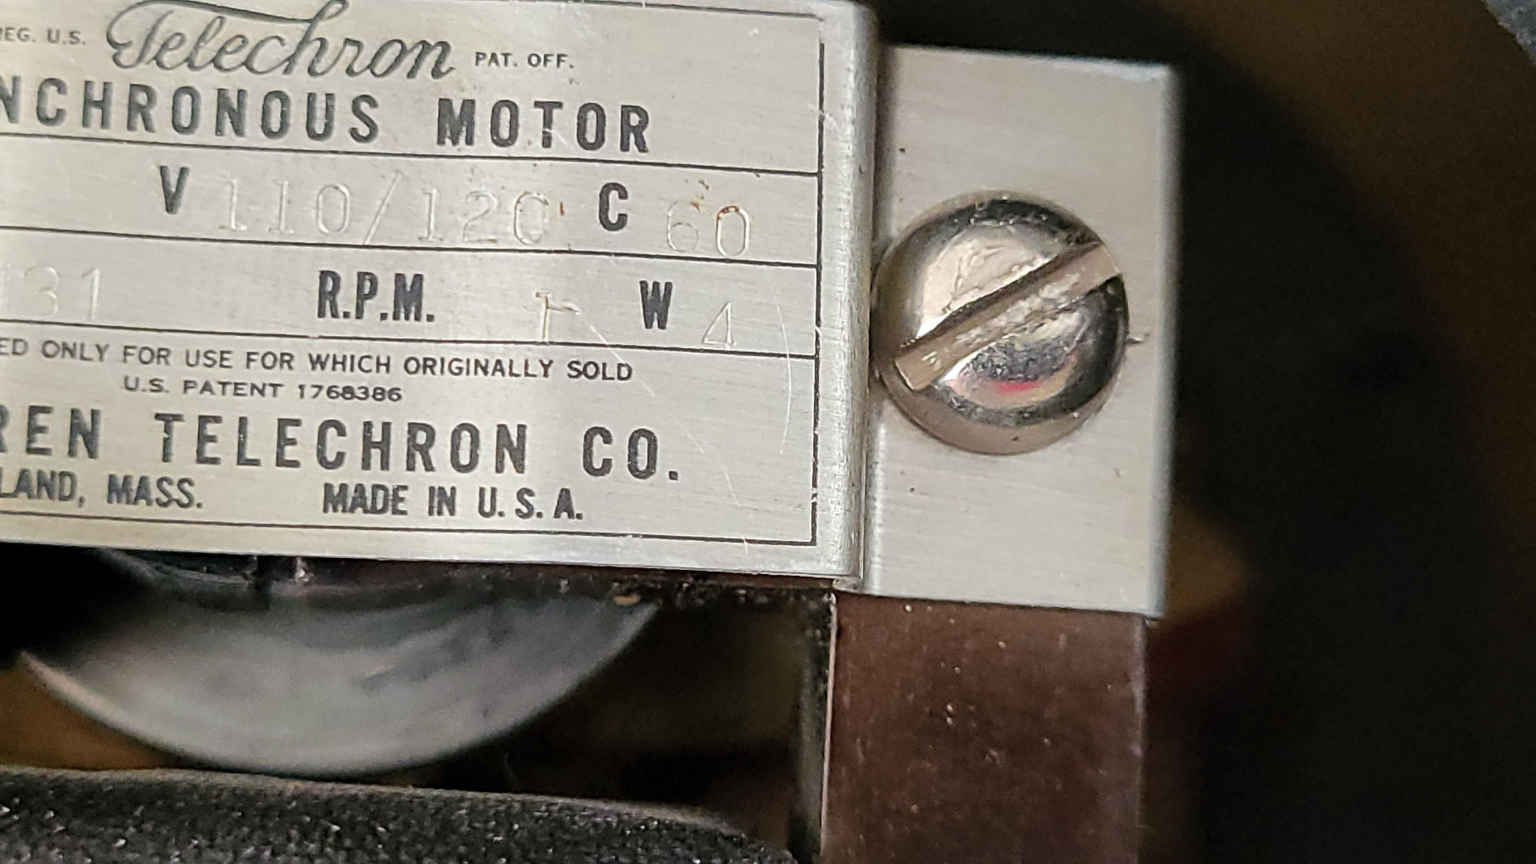 REG. U.S. Telechron PAT. OFF.
NCHRONOUS MOTOR
V 110/120 C 60
31 R.P.M. W 4
ED ONLY FOR USE FOR WHICH ORIGINALLY SOLD
U.S. PATENT 1768386
REN TELECHRON CO.
LAND, MASS. MADE IN U.S.A.